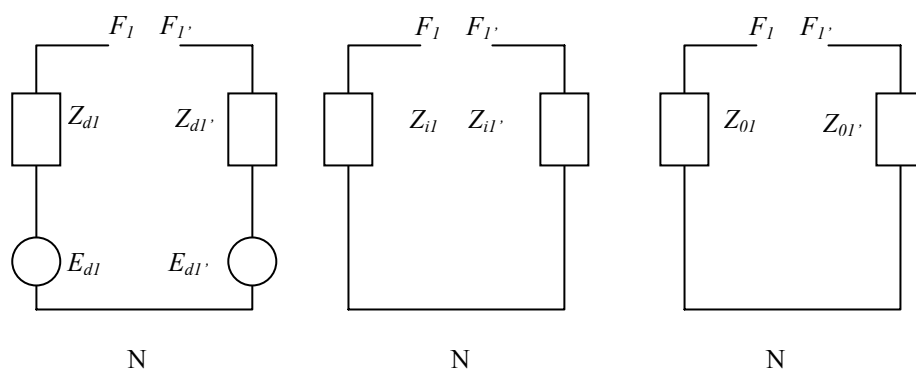 F1 F1' F1 F1' F1 F1'
Zd1 Zd1' Zi1 Zi1' Z01 Z01'
Ed1 Ed1'
N N N